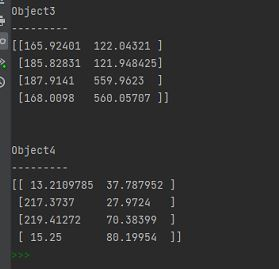 Object3
---------
[[165.92401  122.04321 ]
 [185.82831  121.948425]
 [187.9141   559.9623  ]
 [168.0098   560.05707 ]]
Object4
---------
[[ 13.2109785  37.787952 ]
 [217.3737     27.9724   ]
 [219.41272    70.38399  ]
 [ 15.25       80.19954  ]]
>>>